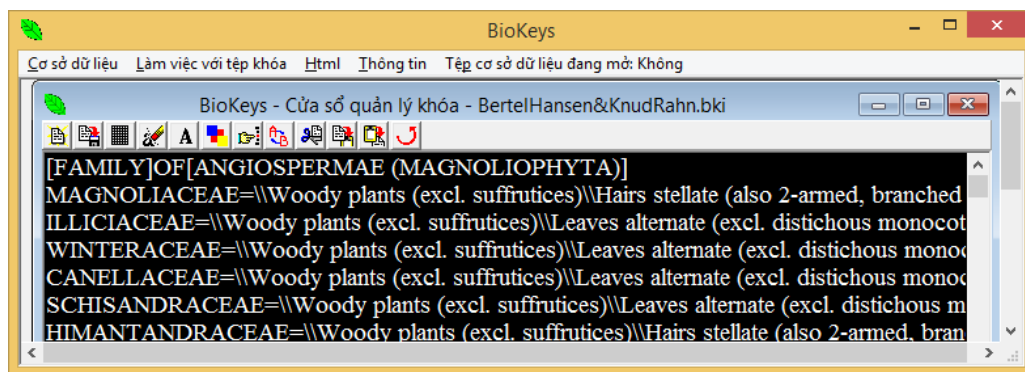 BioKeys
Cơ sở dữ liệu Làm việc với tệp khóa Html Thông tin Tệp cơ sở dữ liệu đang mở: Không
BioKeys - Cửa sổ quản lý khóa - BertelHansen&KnudRahn.bki
[FAMILY]OF[ANGIOSPERMAE (MAGNOLIOPHYTA)]
MAGNOLIACEAE=\\Woody plants (excl. suffrutices)\\Hairs stellate (also 2-armed, branched
ILLICIACEAE=\\Woody plants (excl. suffrutices)\\Leaves alternate (excl. distichous monocot
WINTERACEAE=\\Woody plants (excl. suffrutices)\\Leaves alternate (excl. distichous monoc
CANELLACEAE=\\Woody plants (excl. suffrutices)\\Leaves alternate (excl. distichous monoc
SCHISANDRACEAE=\\Woody plants (excl. suffrutices)\\Leaves alternate (excl. distichous m
HIMANTANDRACEAE=\\Woody plants (excl. suffrutices)\\Hairs stellate (also 2-armed, bran